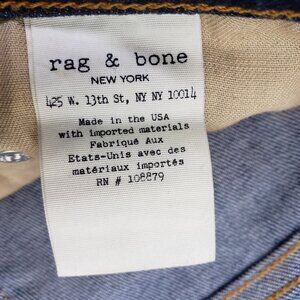 rag & bone
NEW YORK
425 W. 13th St, NY NY 10014
Made in the USA
with imported materials
Fabriqué Aux
Etats-Unis avec des
matériaux importés
RN # 108879